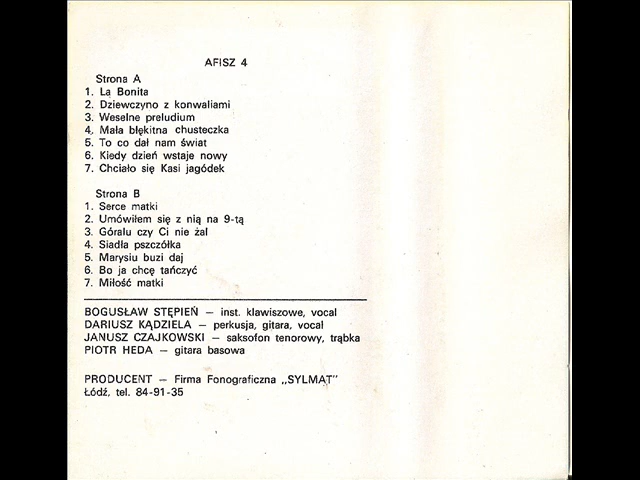 AFISZ 4
Strona A
1. La Bonita
2. Dziewczyno z konwaliami
3. Weselne preludium
4. Mała błękitna chusteczka
5. To co dał nam świat
6. Kiedy dzień wstaje nowy
7. Chciało się Kasi jagódek
Strona B
1. Serce matki
2. Umówiłem się z nią na 9-tą
3. Góralu czy Ci nie żal
4. Siadła pszczółka
5. Marysiu buzi daj
6. Bo ja chcę tańczyć
7. Miłość matki
BOGUSŁAW STĘPIEŃ — inst. klawiszowe, vocal
DARIUSZ KĄDZIELA — perkusja, gitara, vocal
JANUSZ CZAJKOWSKI — saksofon tenorowy, trąbka
PIOTR HEDA — gitara basowa
PRODUCENT — Firma Fonograficzna „SYLMAT"
Łódź, tel. 84-91-35